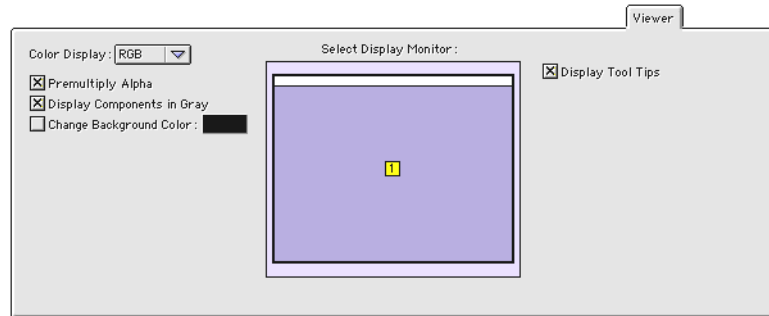 Viewer
Color Display: RGB
Premultiply Alpha
Display Components in Gray
Change Background Color:
Select Display Monitor:
1
Display Tool Tips